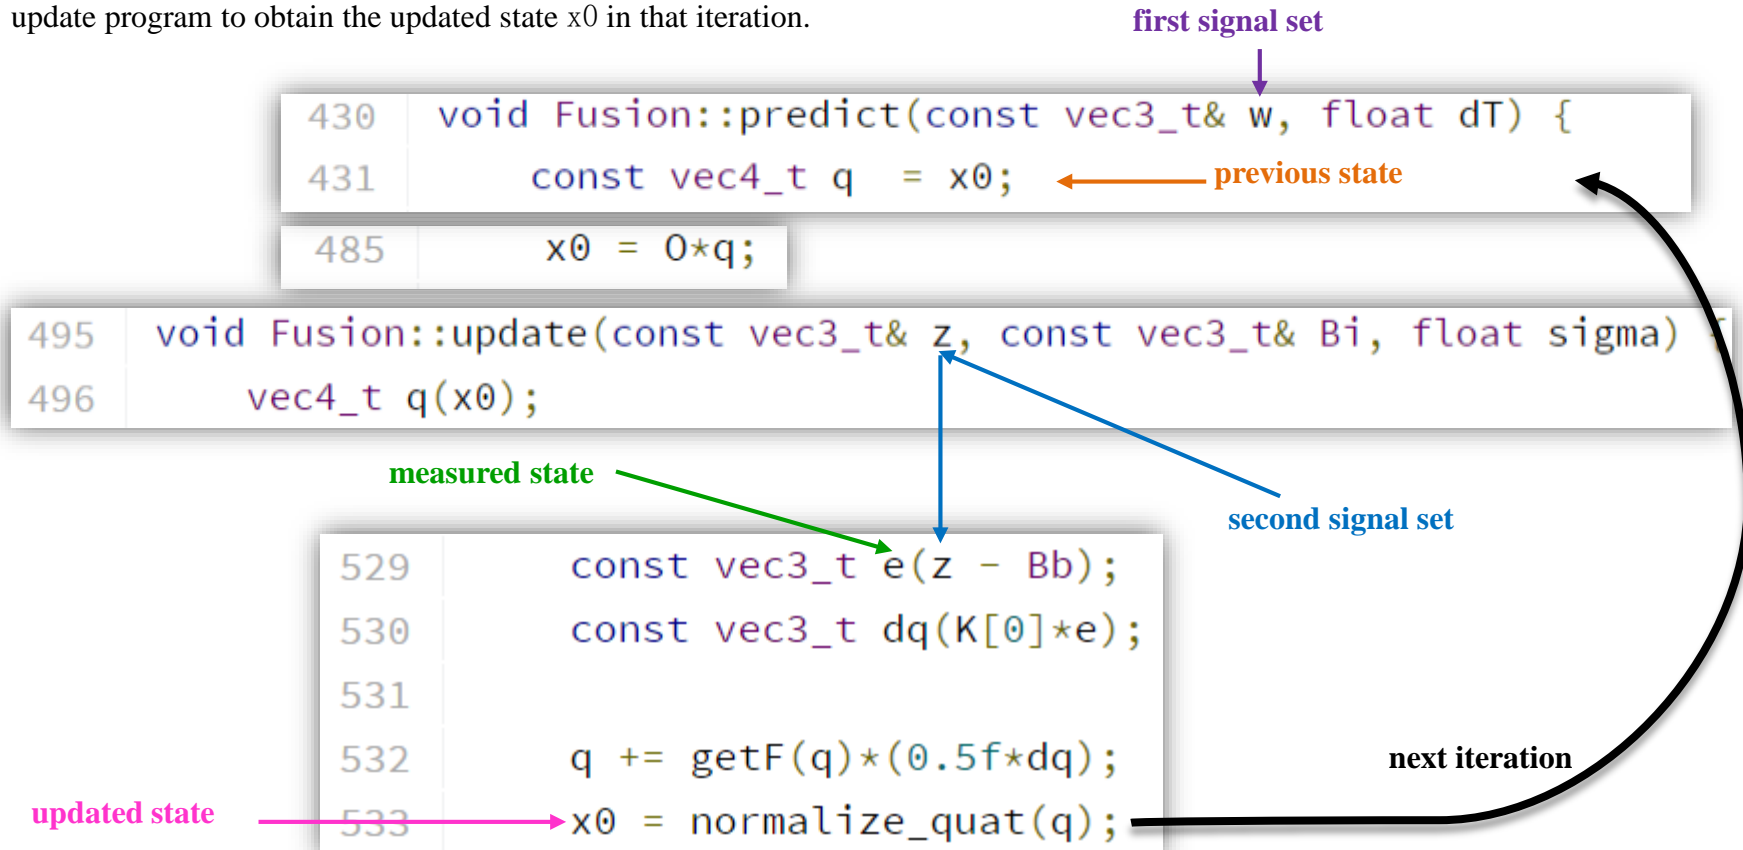 update program to obtain the updated state x0 in that iteration.
first signal set
430 void Fusion::predict(const vec3_t& w, float dT) {
431 const vec4_t q = x0;
previous state
485 x0 = O*q;
495 void Fusion::update(const vec3_t& z, const vec3_t& Bi, float sigma) {
496 vec4_t q(x0);
measured state
second signal set
529 const vec3_t e(z - Bb);
530 const vec3_t dq(K[0]*e);
531
532 q += getF(q)*(0.5f*dq);
next iteration
updated state
533 x0 = normalize_quat(q);